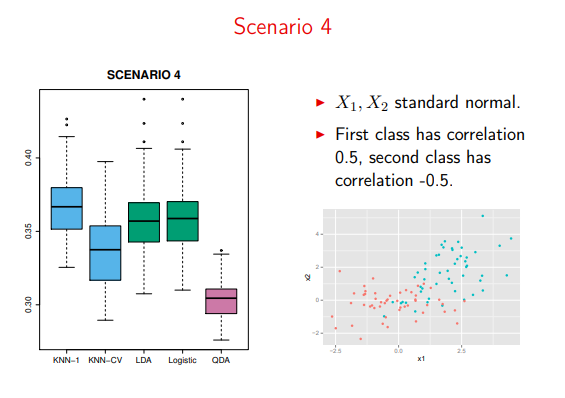 Scenario 4
SCENARIO 4
0.40
0.35
0.30
KNN−1 KNN−CV LDA Logistic QDA
X1, X2 standard normal.
First class has correlation
0.5, second class has
correlation -0.5.
x2
4
2
0
−2
−2.5 0.0 2.5
x1